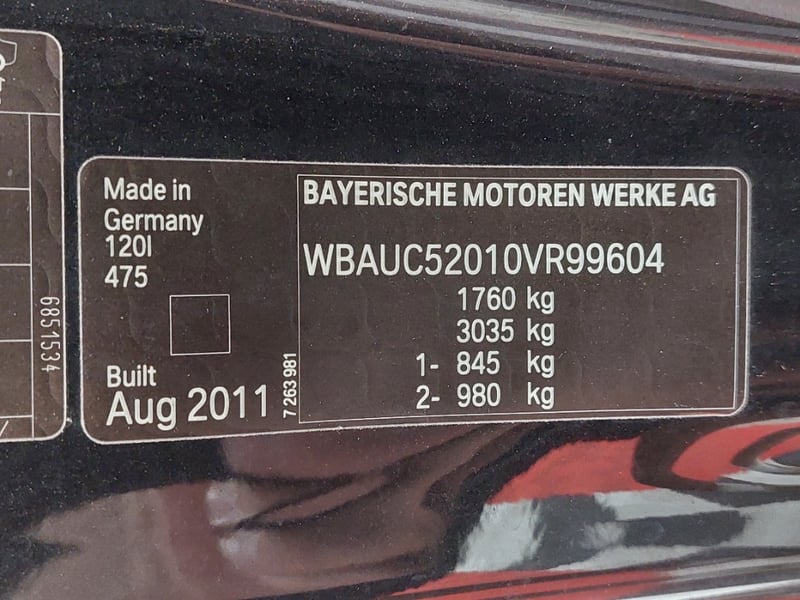 Made in
Germany
120I
475
Built
Aug 2011
7 263 981
BAYERISCHE MOTOREN WERKE AG
WBAUC52010VR99604
1760 kg
3035 kg
1- 845 kg
2- 980 kg
6851534